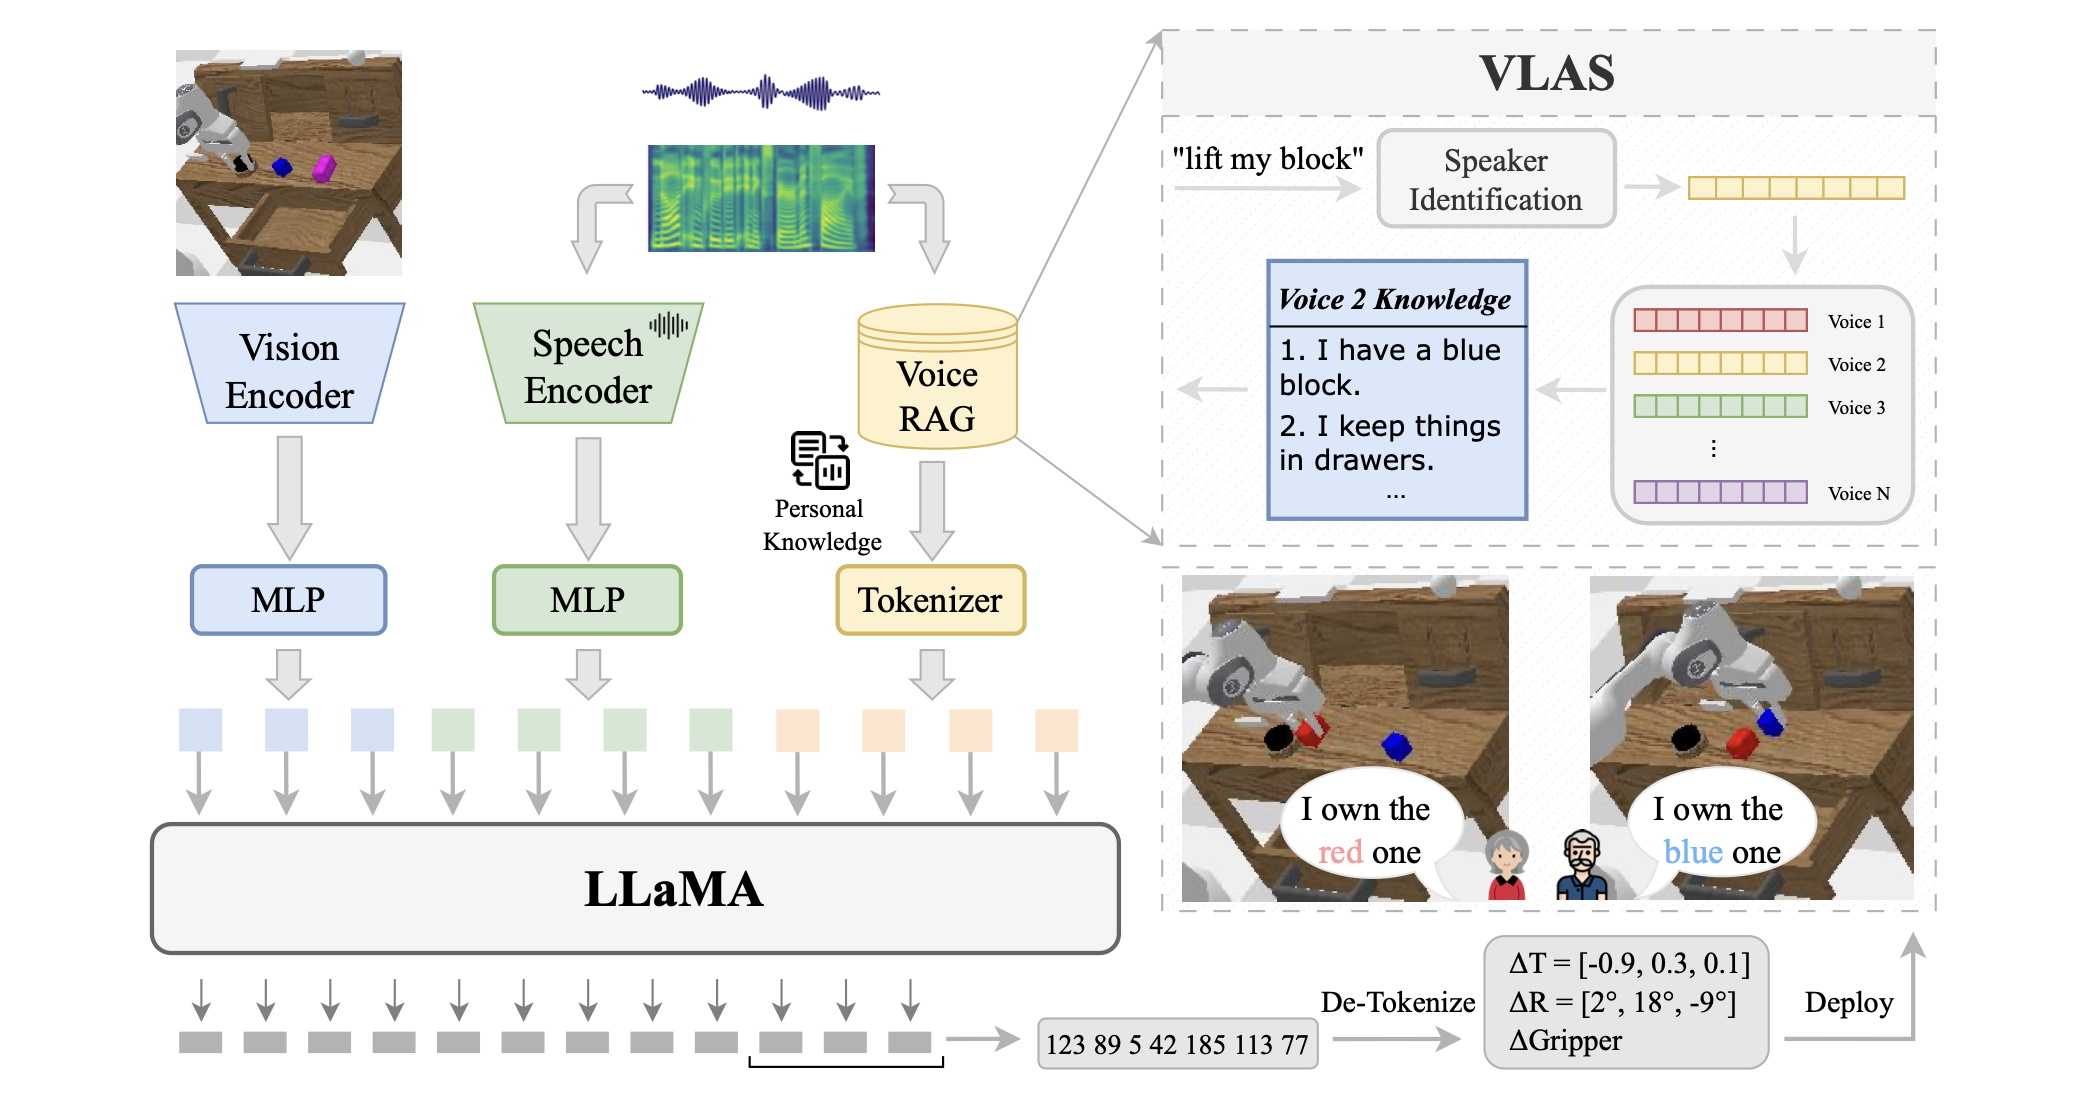 VLAS
"lift my block"
Speaker
Identification
Vision
Encoder
Speech
Encoder
Voice
RAG
Personal
Knowledge
MLP
MLP
Tokenizer
Voice 2 Knowledge
1. I have a blue
block.
2. I keep things
in drawers.
...
Voice 1
Voice 2
Voice 3
⋮
Voice N
LLaMA
I own the
red one
I own the
blue one
123 89 5 42 185 113 77
De-Tokenize
ΔT = [-0.9, 0.3, 0.1]
ΔR = [2°, 18°, -9°]
ΔGripper
Deploy